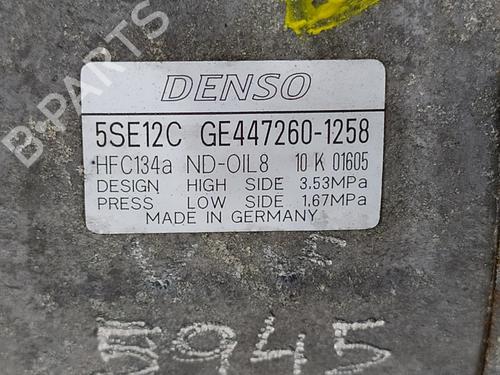 B-PARTS
DENSO
5SE12C GE447260-1258
HFC134a ND-OIL8 10 K 01605
DESIGN HIGH SIDE 3.53MPa
PRESS LOW SIDE 1.67MPa
MADE IN GERMANY
5945